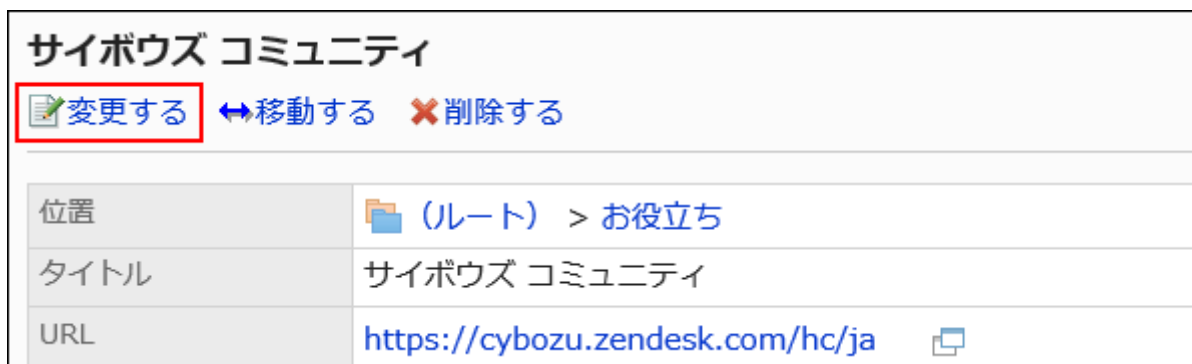 サイボウズ コミュニティ
変更する 移動する 削除する
位置 （ルート） > お役立ち
タイトル サイボウズ コミュニティ
URL https://cybozu.zendesk.com/hc/ja